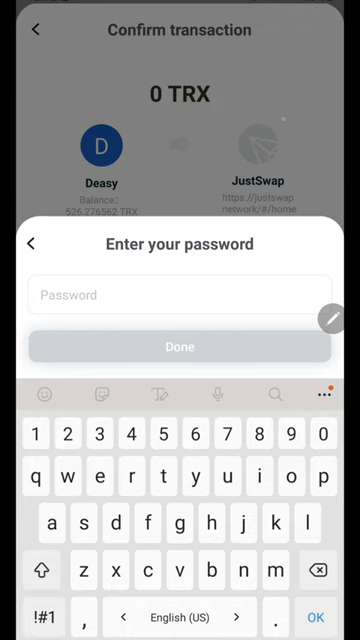 Confirm transaction
0 TRX
D
Deasy
JustSwap
Balance:
526.276562 TRX
https://justswap
network/#/home
Enter your password
Password
Done
1 2 3 4 5 6 7 8 9 0
q w e r t y u i o p
a s d f g h j k l
z x c v b n m
!#1 , English (US) . OK